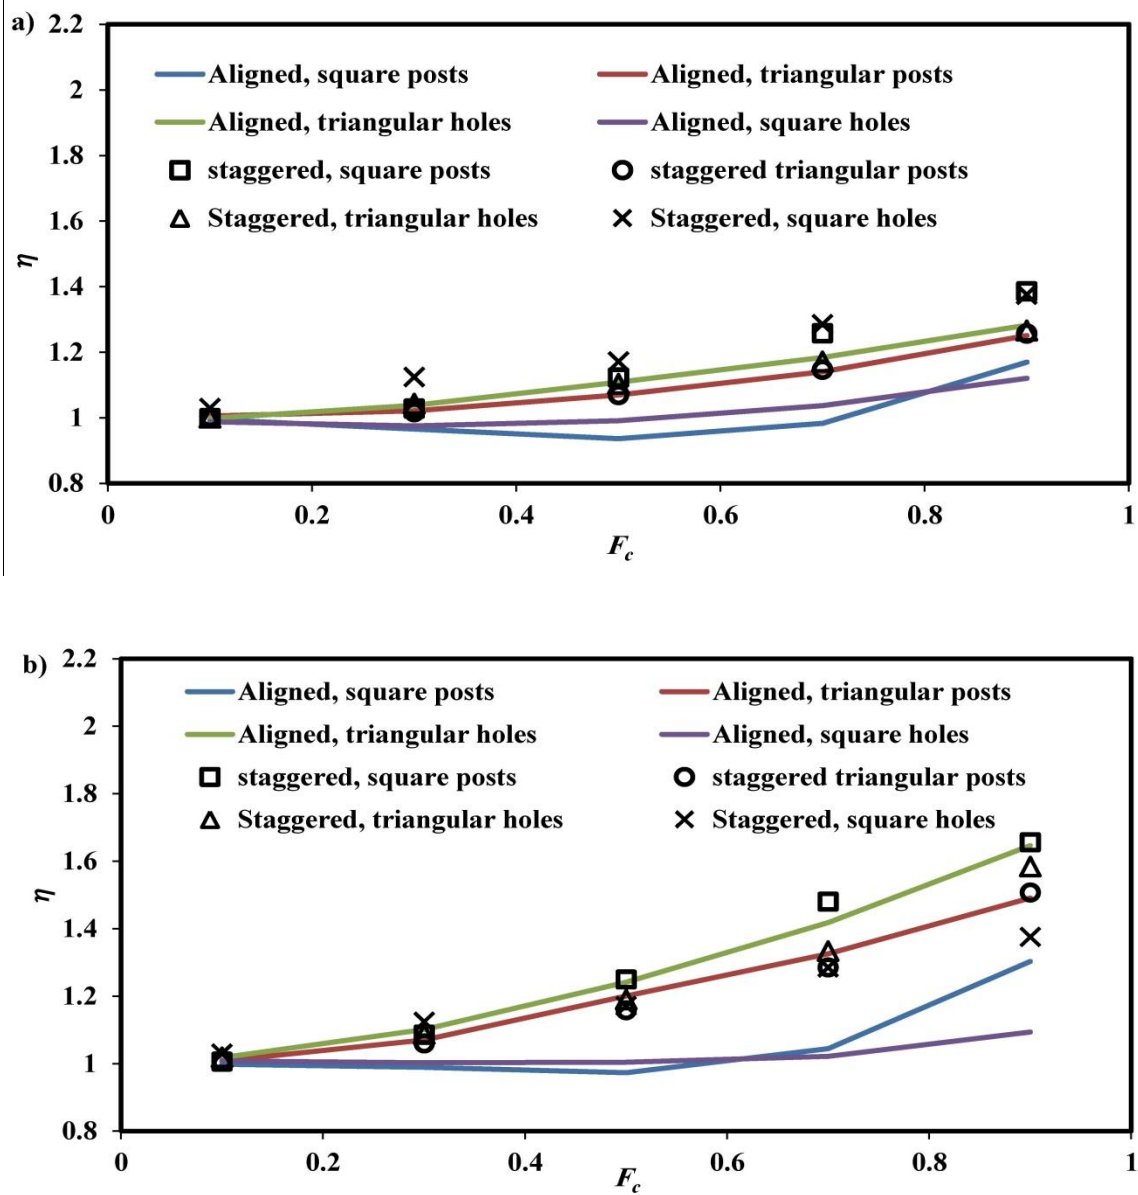 a)
2.2
2
1.8
1.6
1.4
1.2
1
0.8
η
Aligned, square posts
Aligned, triangular posts
Aligned, triangular holes
Aligned, square holes
staggered, square posts
staggered triangular posts
Staggered, triangular holes
Staggered, square holes
0 0.2 0.4 0.6 0.8 1
Fc
b)
2.2
2
1.8
1.6
1.4
1.2
1
0.8
η
Aligned, square posts
Aligned, triangular posts
Aligned, triangular holes
Aligned, square holes
staggered, square posts
staggered triangular posts
Staggered, triangular holes
Staggered, square holes
0 0.2 0.4 0.6 0.8 1
Fc